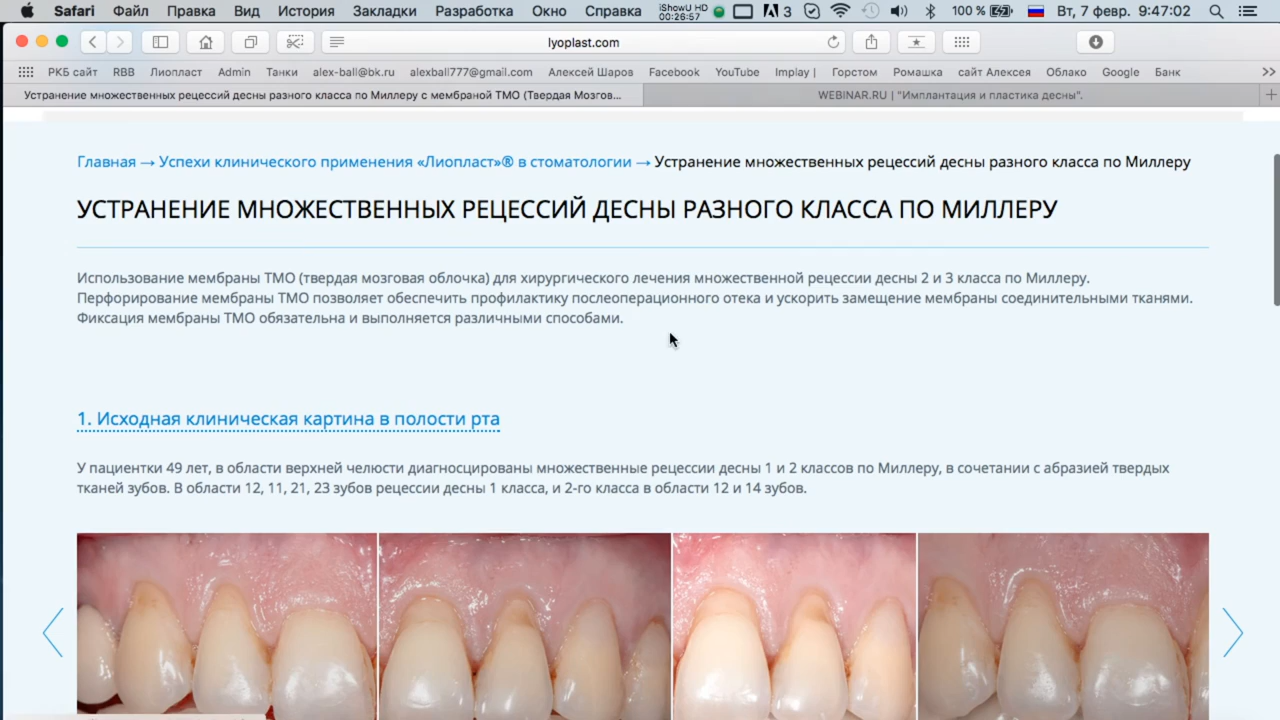 Safari Файл Правка Вид История Закладки Разработка Окно Справка iShowU HD 00:26:57 3 100 % Вт, 7 февр. 9:47:02
lyoplast.com
РКБ сайт RBB Лиопласт Admin Танки alex-ball@bk.ru alexball777@gmail.com Алексей Шаров Facebook YouTube Implay | Горстом Ромашка сайт Алексея Облако Google Банк >>
Устранение множественных рецессий десны разного класса по Миллеру с мембраной ТМО (Твердая Мозгов... WEBINAR.RU | "Имплантация и пластика десны".
Главная → Успехи клинического применения «Лиопласт»® в стоматологии → Устранение множественных рецессий десны разного класса по Миллеру
УСТРАНЕНИЕ МНОЖЕСТВЕННЫХ РЕЦЕССИЙ ДЕСНЫ РАЗНОГО КЛАССА ПО МИЛЛЕРУ
Использование мембраны ТМО (твердая мозговая облочка) для хирургического лечения множественной рецессии десны 2 и 3 класса по Миллеру.
Перфорирование мембраны ТМО позволяет обеспечить профилактику послеоперационного отека и ускорить замещение мембраны соединительными тканями.
Фиксация мембраны ТМО обязательна и выполняется различными способами.
1. Исходная клиническая картина в полости рта
У пациентки 49 лет, в области верхней челюсти диагносцированы множественные рецессии десны 1 и 2 классов по Миллеру, в сочетании с абразией твердых
тканей зубов. В области 12, 11, 21, 23 зубов рецессии десны 1 класса, и 2-го класса в области 12 и 14 зубов.